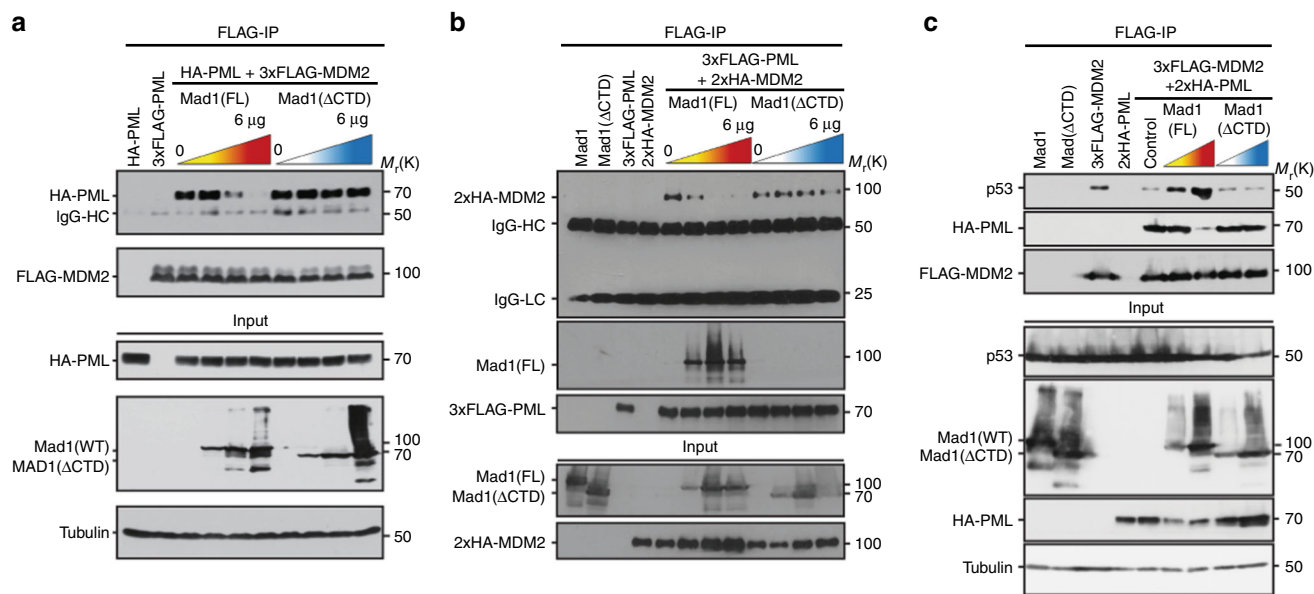 a
FLAG-IP
HA-PML
3xFLAG-PML
HA-PML + 3xFLAG-MDM2
Mad1(FL)
Mad1(ΔCTD)
0
6 µg
0
6 µg
Mr(K)
HA-PML
70
IgG-HC
50
FLAG-MDM2
100
Input
HA-PML
70
Mad1(WT)
100
MAD1(ΔCTD)
70
Tubulin
50
b
FLAG-IP
Mad1
Mad1(ΔCTD)
3xFLAG-PML
2xHA-MDM2
3xFLAG-PML
+ 2xHA-MDM2
Mad1(FL)
Mad1(ΔCTD)
0
6 µg
0
6 µg
Mr(K)
2xHA-MDM2
100
IgG-HC
50
IgG-LC
25
Mad1(FL)
100
3xFLAG-PML
70
Input
Mad1(FL)
100
Mad1(ΔCTD)
70
2xHA-MDM2
100
c
FLAG-IP
Mad1
Mad(ΔCTD)
3xFLAG-MDM2
2xHA-PML
3xFLAG-MDM2
+2xHA-PML
Control
Mad1
(FL)
Mad1
(ΔCTD)
Mr(K)
p53
50
HA-PML
70
FLAG-MDM2
100
Input
p53
50
Mad1(WT)
100
Mad1(ΔCTD)
70
HA-PML
70
Tubulin
50